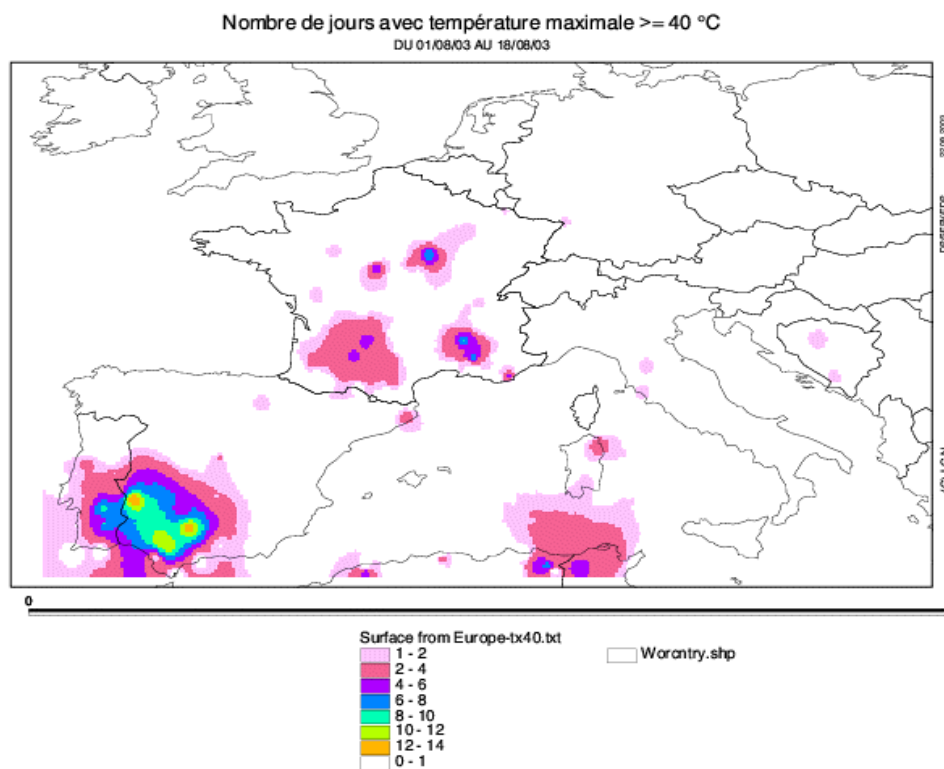 Nombre de jours avec température maximale >= 40 °C
DU 01/08/03 AU 18/08/03
0
Surface from Europe-tx40.txt
1 - 2
2 - 4
4 - 6
6 - 8
8 - 10
10 - 12
12 - 14
0 - 1
Worcntry.shp